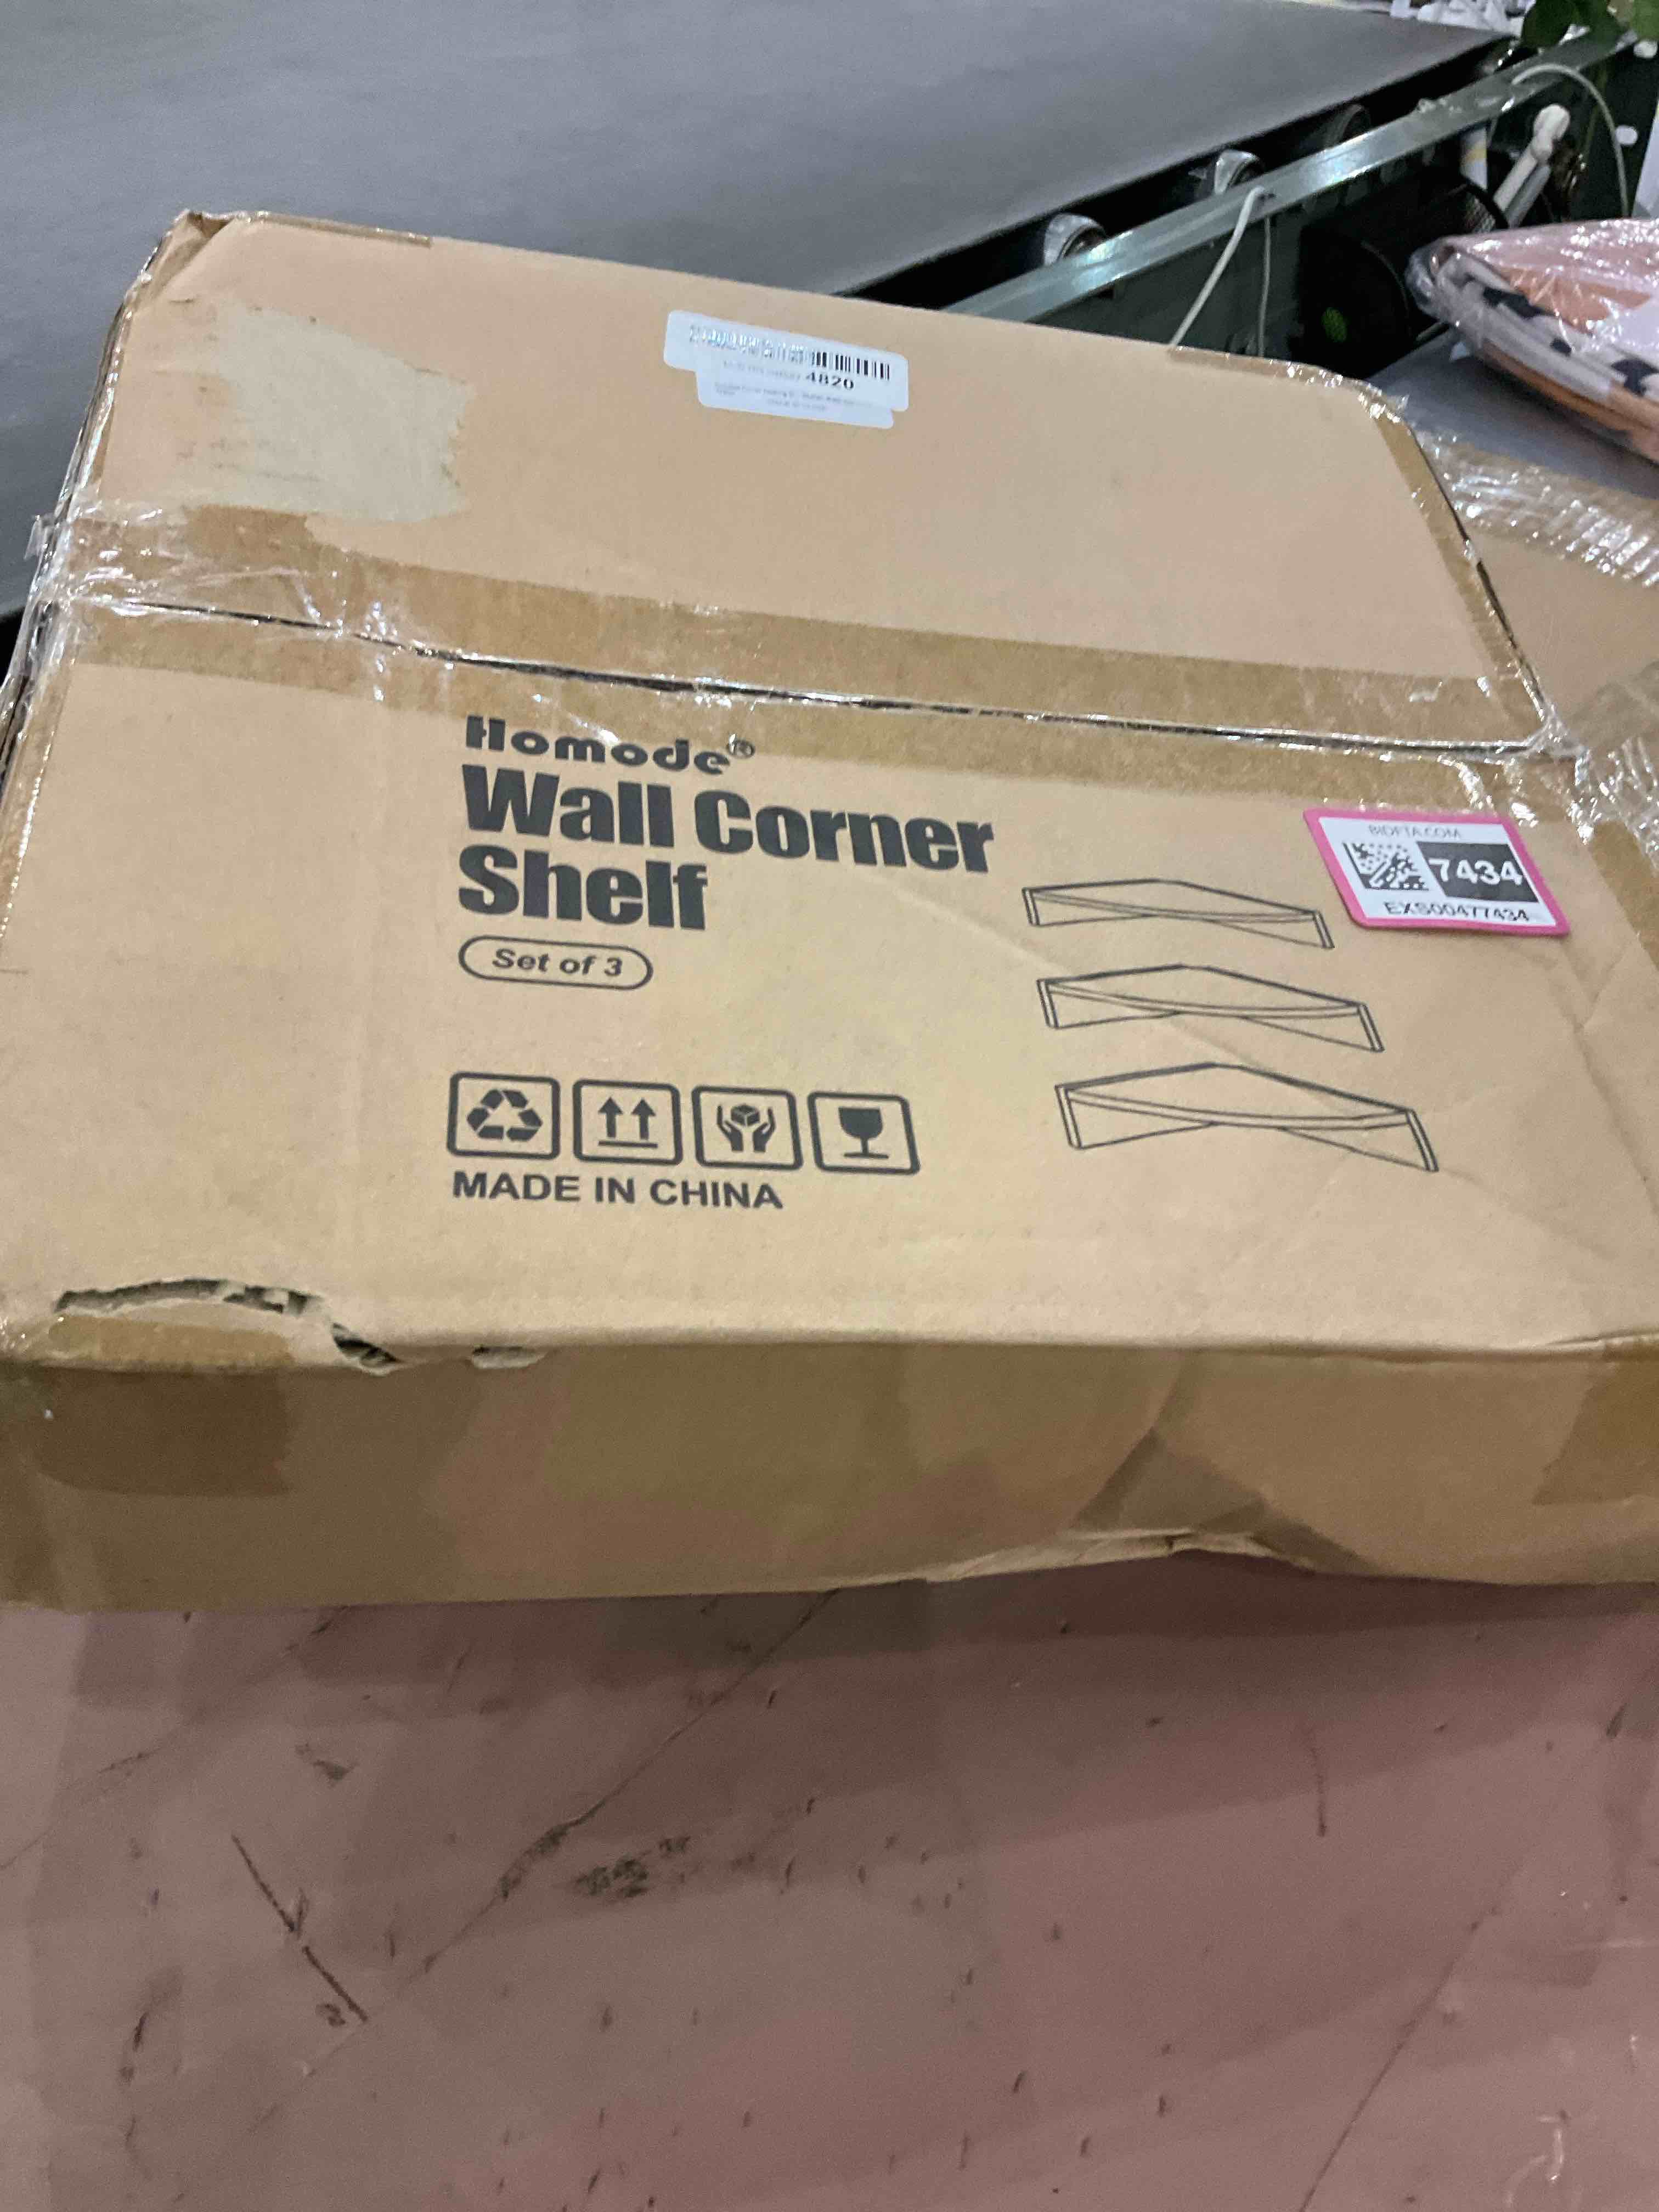 4820
Homode®
Wall Corner
Shelf
Set of 3
BIDFTA.COM
7434
EXS00477434
MADE IN CHINA